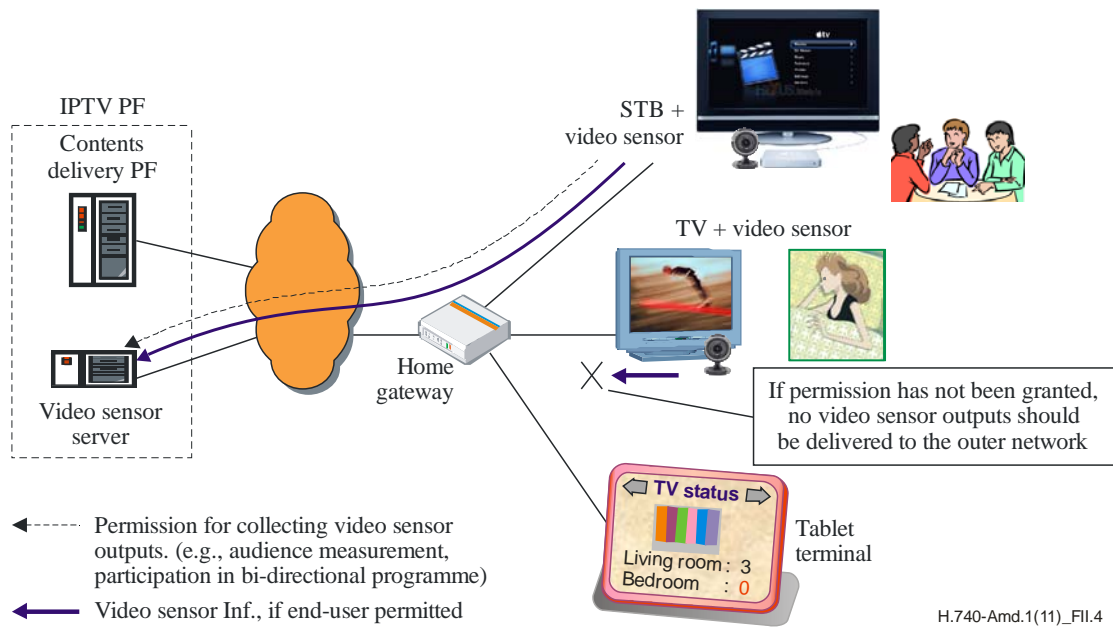 IPTV PF
Contents
delivery PF
Video sensor
server
STB +
video sensor
tv
TV + video sensor
Home
gateway
If permission has not been granted,
no video sensor outputs should
be delivered to the outer network
TV status
Living room : 3
Bedroom : 0
Tablet
terminal
Permission for collecting video sensor
outputs. (e.g., audience measurement,
participation in bi-directional programme)
Video sensor Inf., if end-user permitted
H.740-Amd.1(11)_FII.4